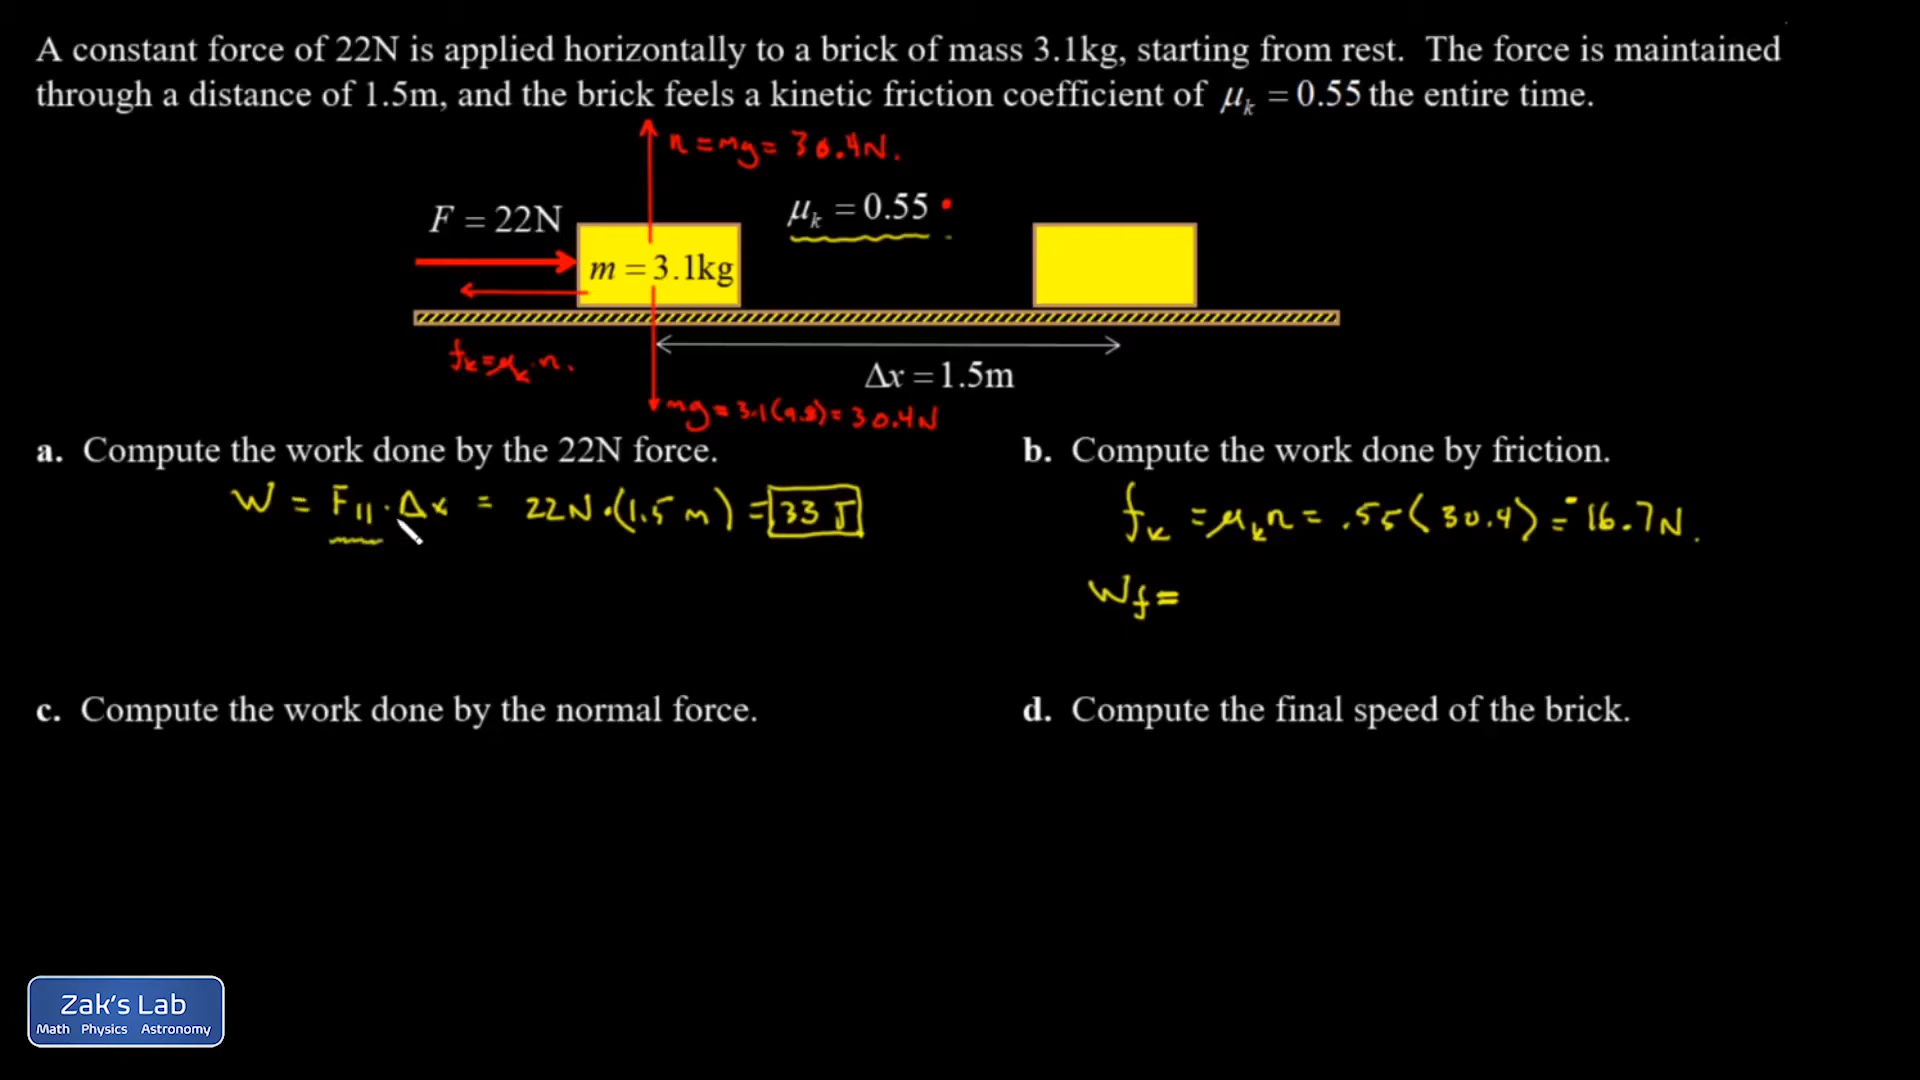 A constant force of 22N is applied horizontally to a brick of mass 3.1kg, starting from rest. The force is maintained
through a distance of 1.5m, and the brick feels a kinetic friction coefficient of μk = 0.55 the entire time.
n = mg = 30.4N.
F = 22N
μk = 0.55
m = 3.1kg
fk = μk·n.
Δx = 1.5m
mg = 3.1(9.8) = 30.4N
a. Compute the work done by the 22N force.
W = F|| · Δx = 22N·(1.5m) = 33 J
b. Compute the work done by friction.
fk = μk n = .55(30.4) = -16.7N.
Wf =
c. Compute the work done by the normal force.
d. Compute the final speed of the brick.
Zak's Lab
Math Physics Astronomy